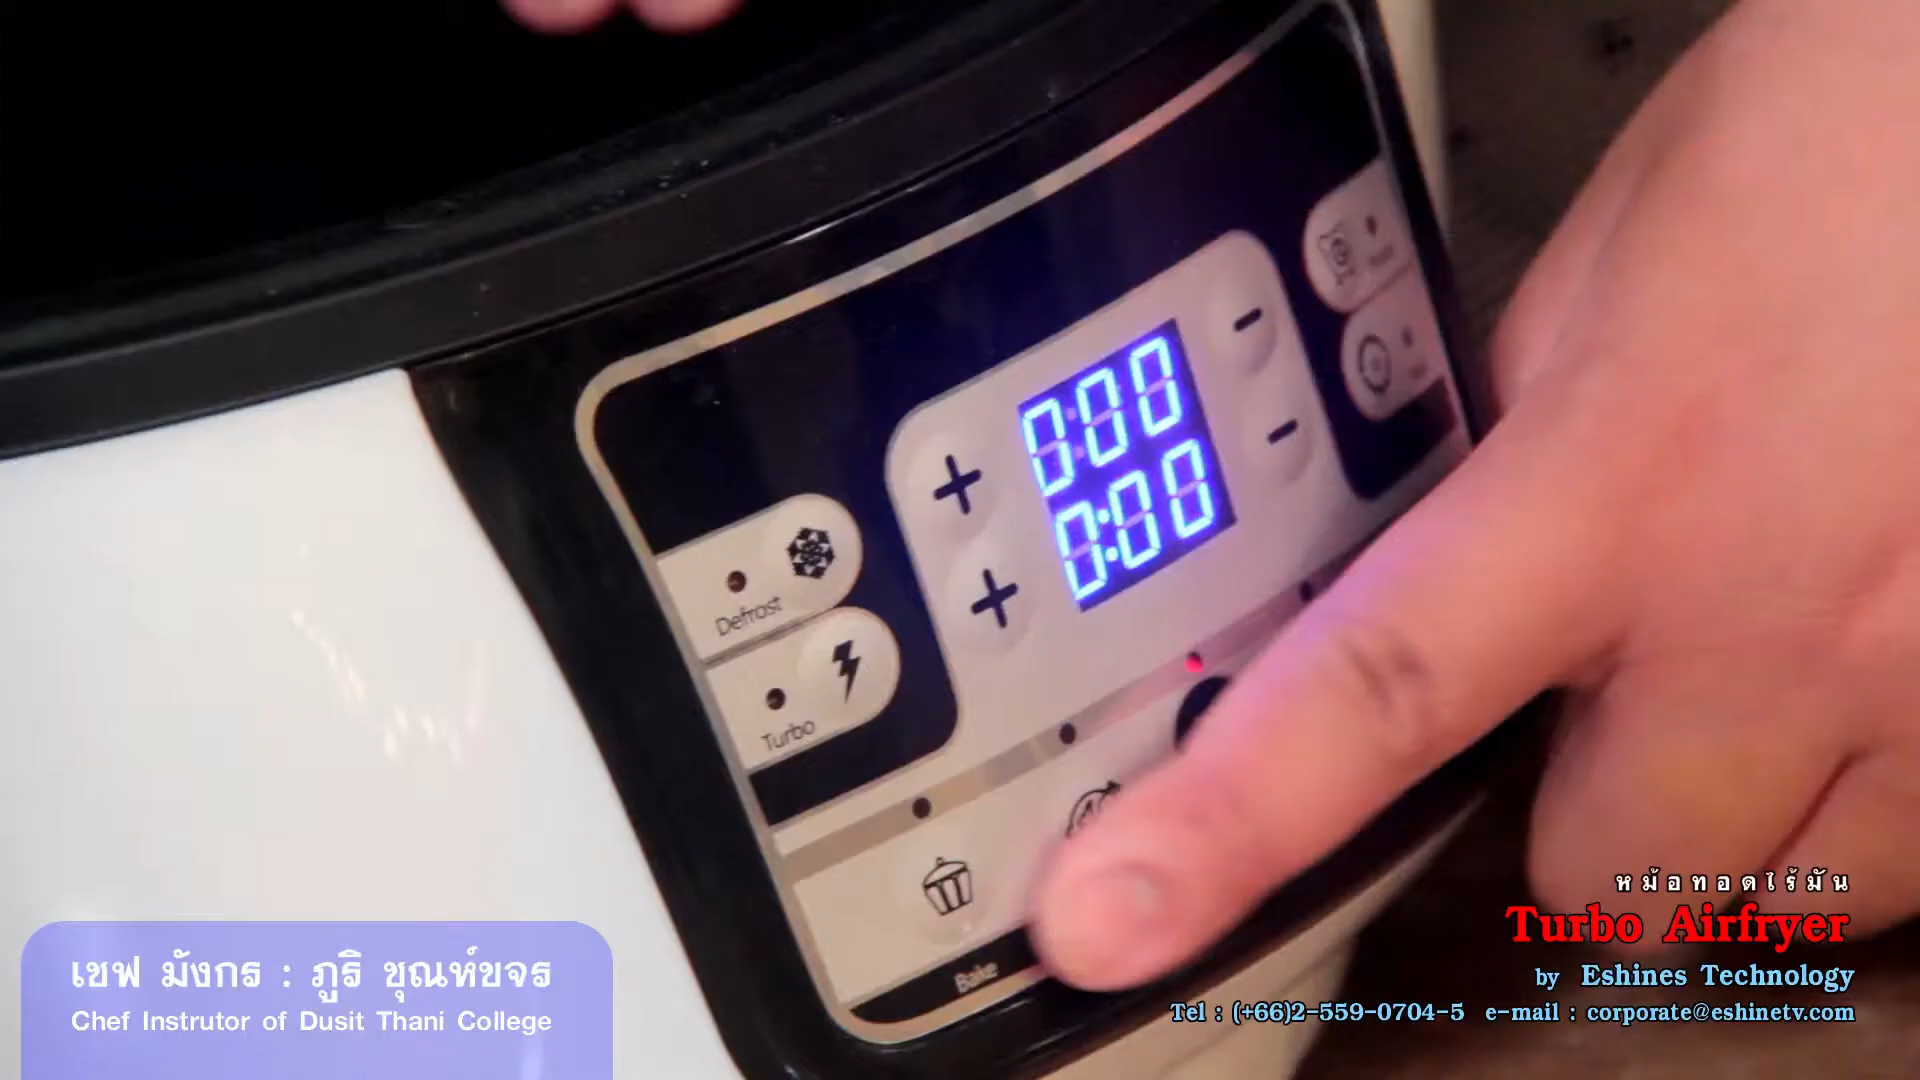 0:00
0:00
Defrost
Turbo
Bake
หม้อทอดไร้มัน
Turbo Airfryer
by Eshines Technology
Tel : (+66)2-559-0704-5 e-mail : corporate@eshinetv.com
เชฟ มังกร : ภูริ ขุณท์ขจร
Chef Instrutor of Dusit Thani College